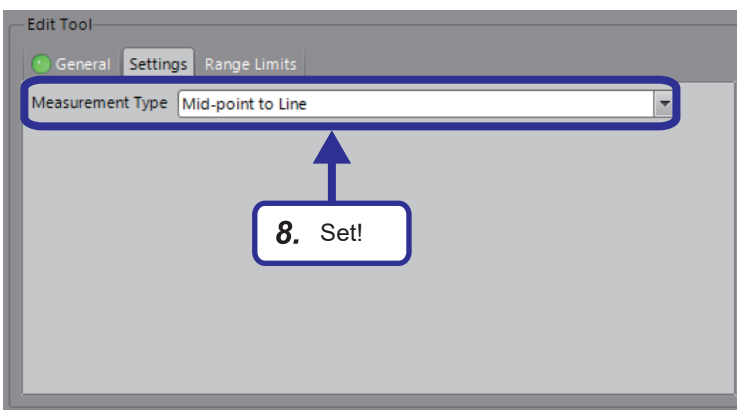 Edit Tool
General Settings Range Limits
Measurement Type Mid-point to Line
8. Set!